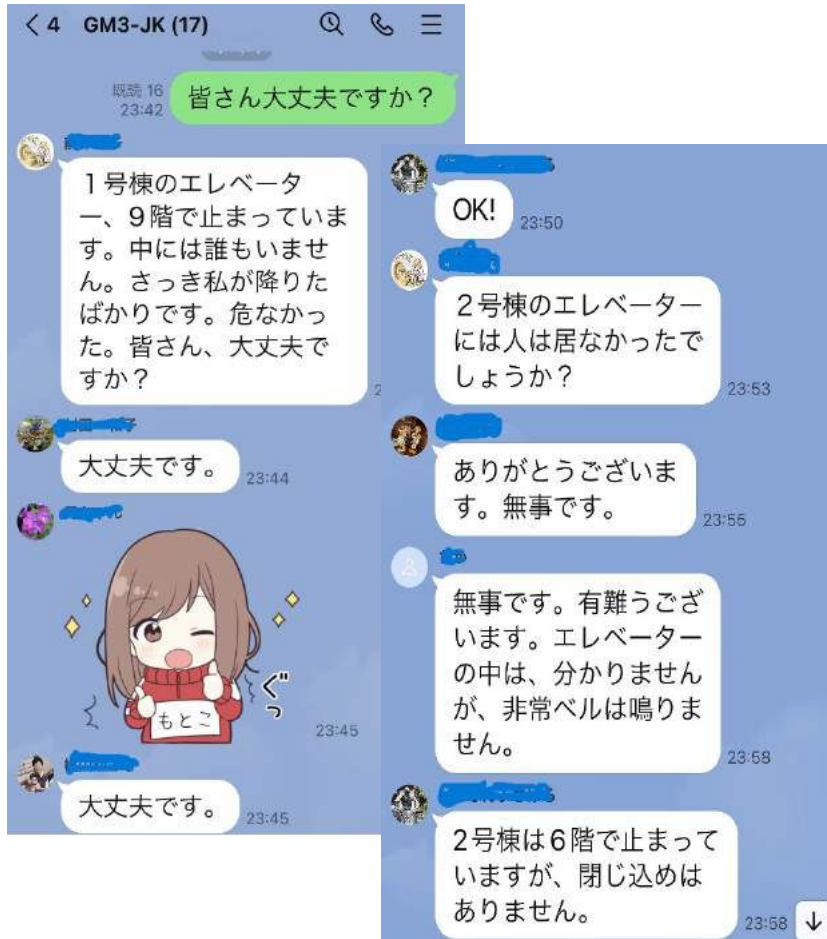 4 GM3-JK (17)
既読 16
23:42
皆さん大丈夫ですか？
１号棟のエレベータ
ー、９階で止まっていま
す。中には誰もいませ
ん。さっき私が降りた
ばかりです。危なかっ
た。皆さん、大丈夫で
すか？
大丈夫です。
23:44
もとこ
ぐっ
23:45
大丈夫です。
23:45
OK!
23:50
２号棟のエレベーター
には人は居なかったで
しょうか？
23:53
ありがとうございま
す。無事です。
23:55
無事です。有難うござ
います。エレベーター
の中は、分かりません
が、非常ベルは鳴りま
せん。
23:58
2号棟は６階で止まって
いますが、閉じ込めは
ありません。
23:58